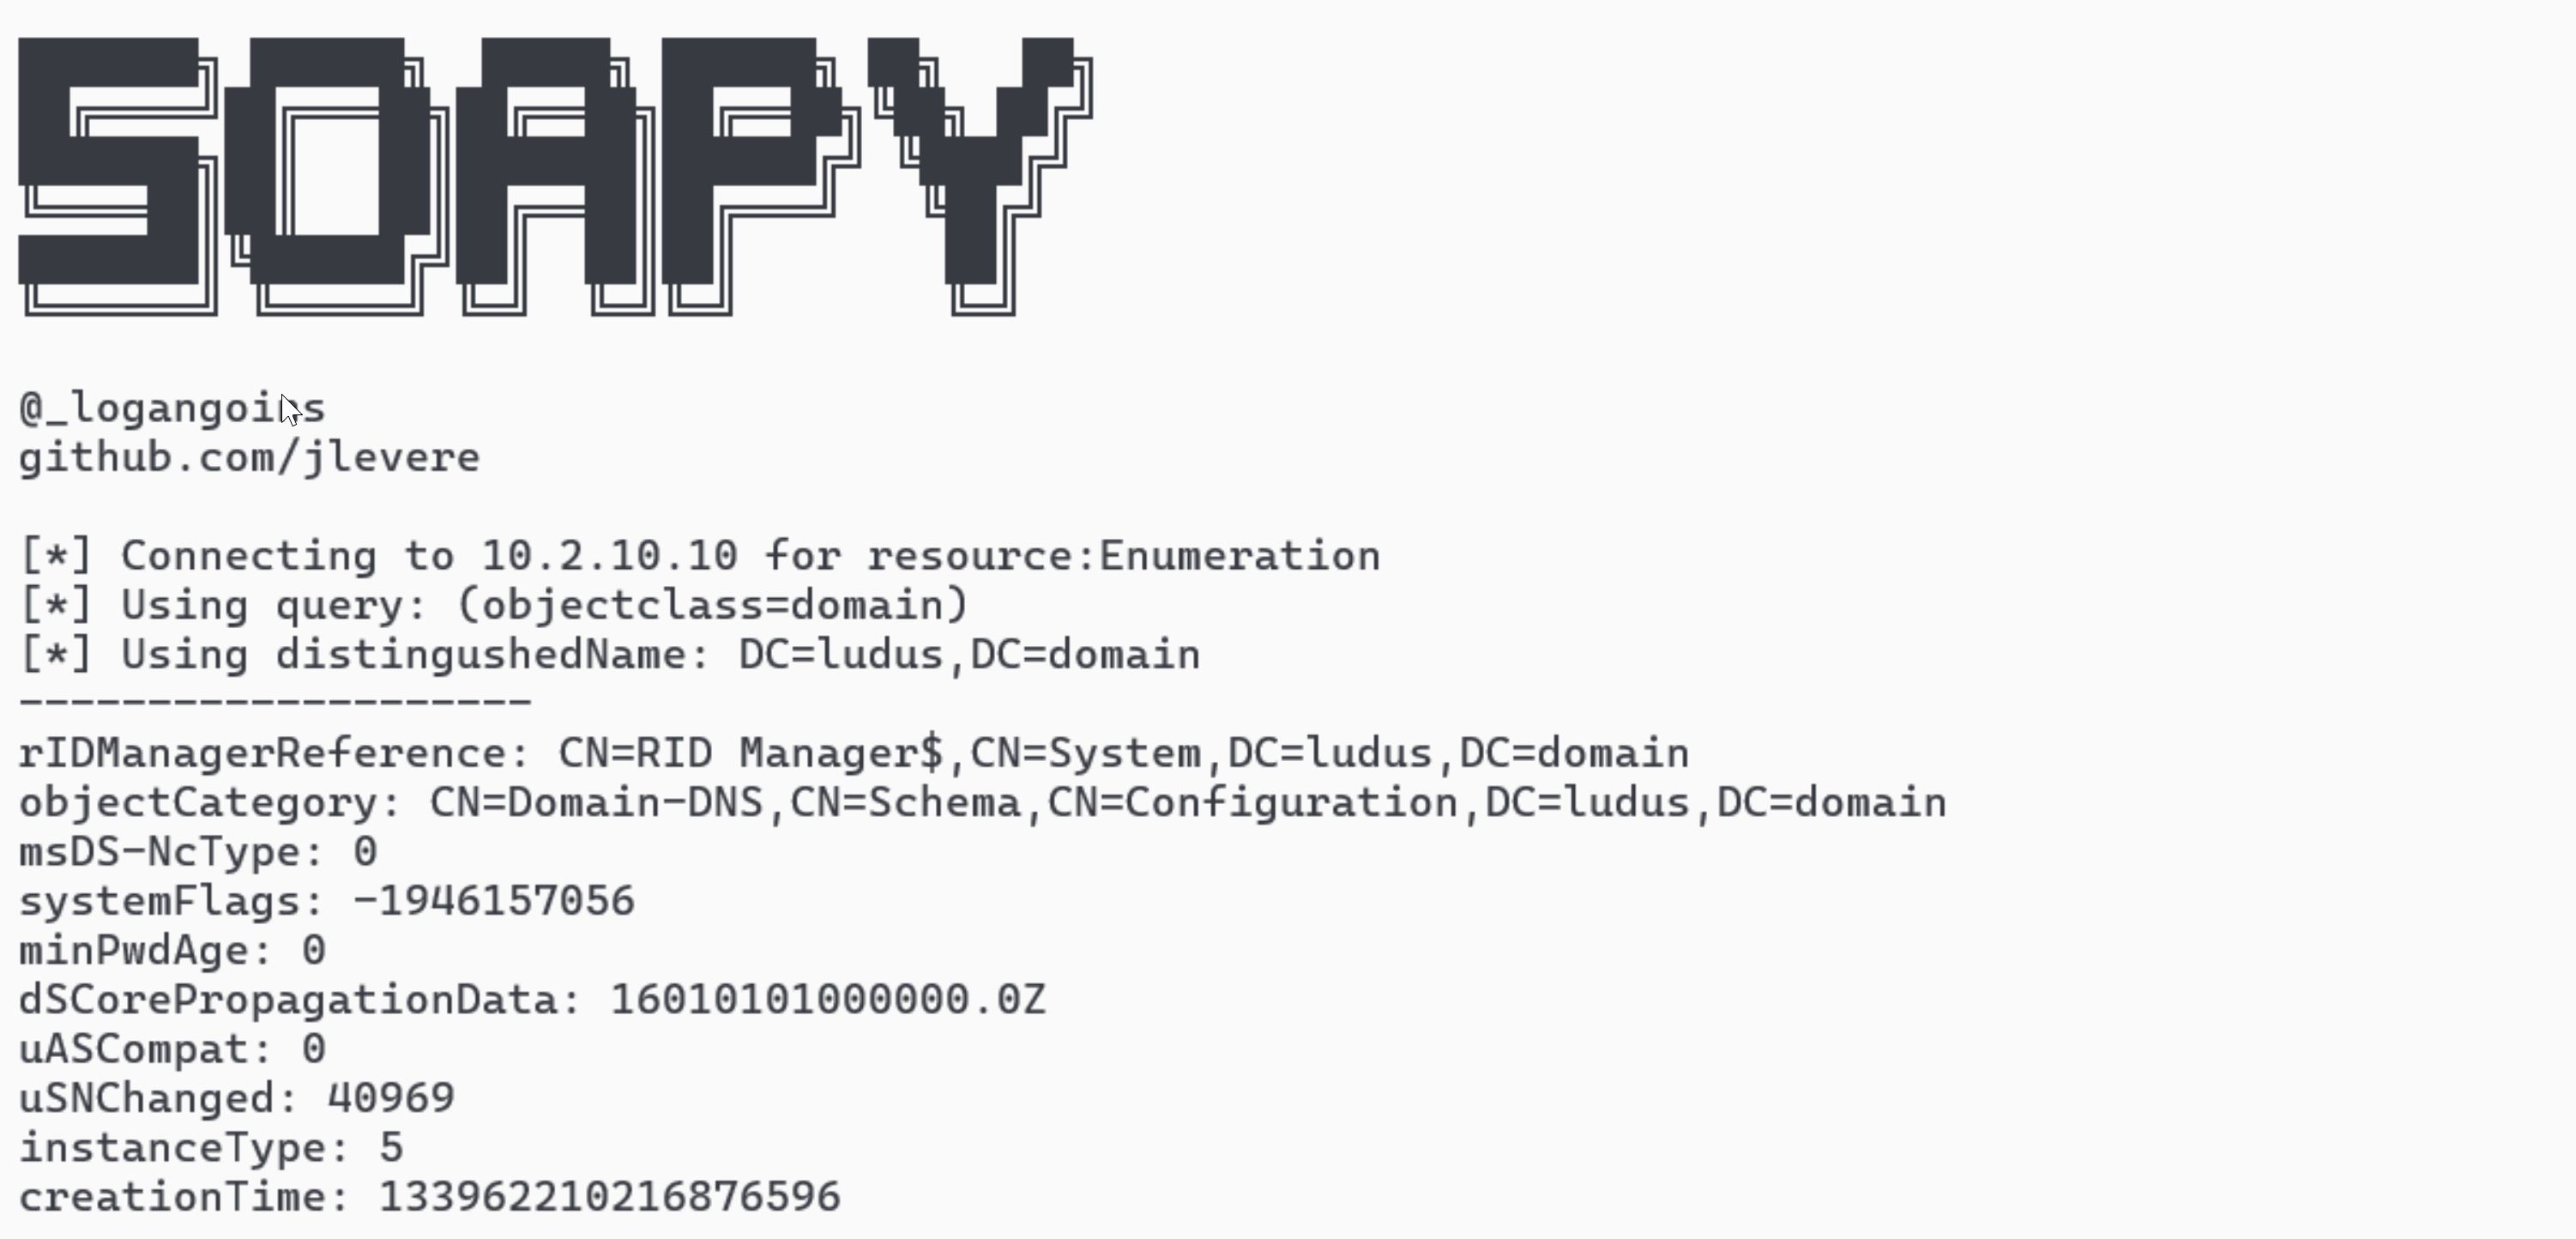 SOAPY
@_logangoins
github.com/jlevere
[*] Connecting to 10.2.10.10 for resource:Enumeration
[*] Using query: (objectclass=domain)
[*] Using distingushedName: DC=ludus,DC=domain
--------------------
rIDManagerReference: CN=RID Manager$,CN=System,DC=ludus,DC=domain
objectCategory: CN=Domain-DNS,CN=Schema,CN=Configuration,DC=ludus,DC=domain
msDS-NcType: 0
systemFlags: -1946157056
minPwdAge: 0
dSCorePropagationData: 16010101000000.0Z
uASCompat: 0
uSNChanged: 40969
instanceType: 5
creationTime: 133962210216876596